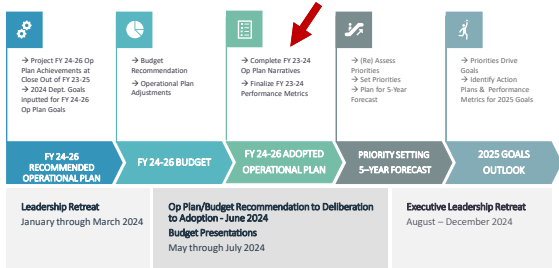 → Project FY 24-26 Op
Plan Achievements at
Close Out of FY 23-25
→ 2024 Dept. Goals
inputted for FY 24-26
Op Plan Goals
→ Budget
Recommendation
→ Operational Plan
Adjustments
→ Complete FY 23-24
Op Plan Narratives
→ Finalize FY 23-24
Performance Metrics
→ (Re) Assess
Priorities
→ Set Priorities
→ Plan for 5-Year
Forecast
→ Priorities Drive
Goals
→ Identify Action
Plans & Performance
Metrics for 2025 Goals
FY 24-26
RECOMMENDED
OPERATIONAL PLAN
FY 24-26 BUDGET
FY 24-26 ADOPTED
OPERATIONAL PLAN
PRIORITY SETTING
5–YEAR FORECAST
2025 GOALS
OUTLOOK
Leadership Retreat
January through March 2024
Op Plan/Budget Recommendation to Deliberation
to Adoption - June 2024
Budget Presentations
May through July 2024
Executive Leadership Retreat
August – December 2024